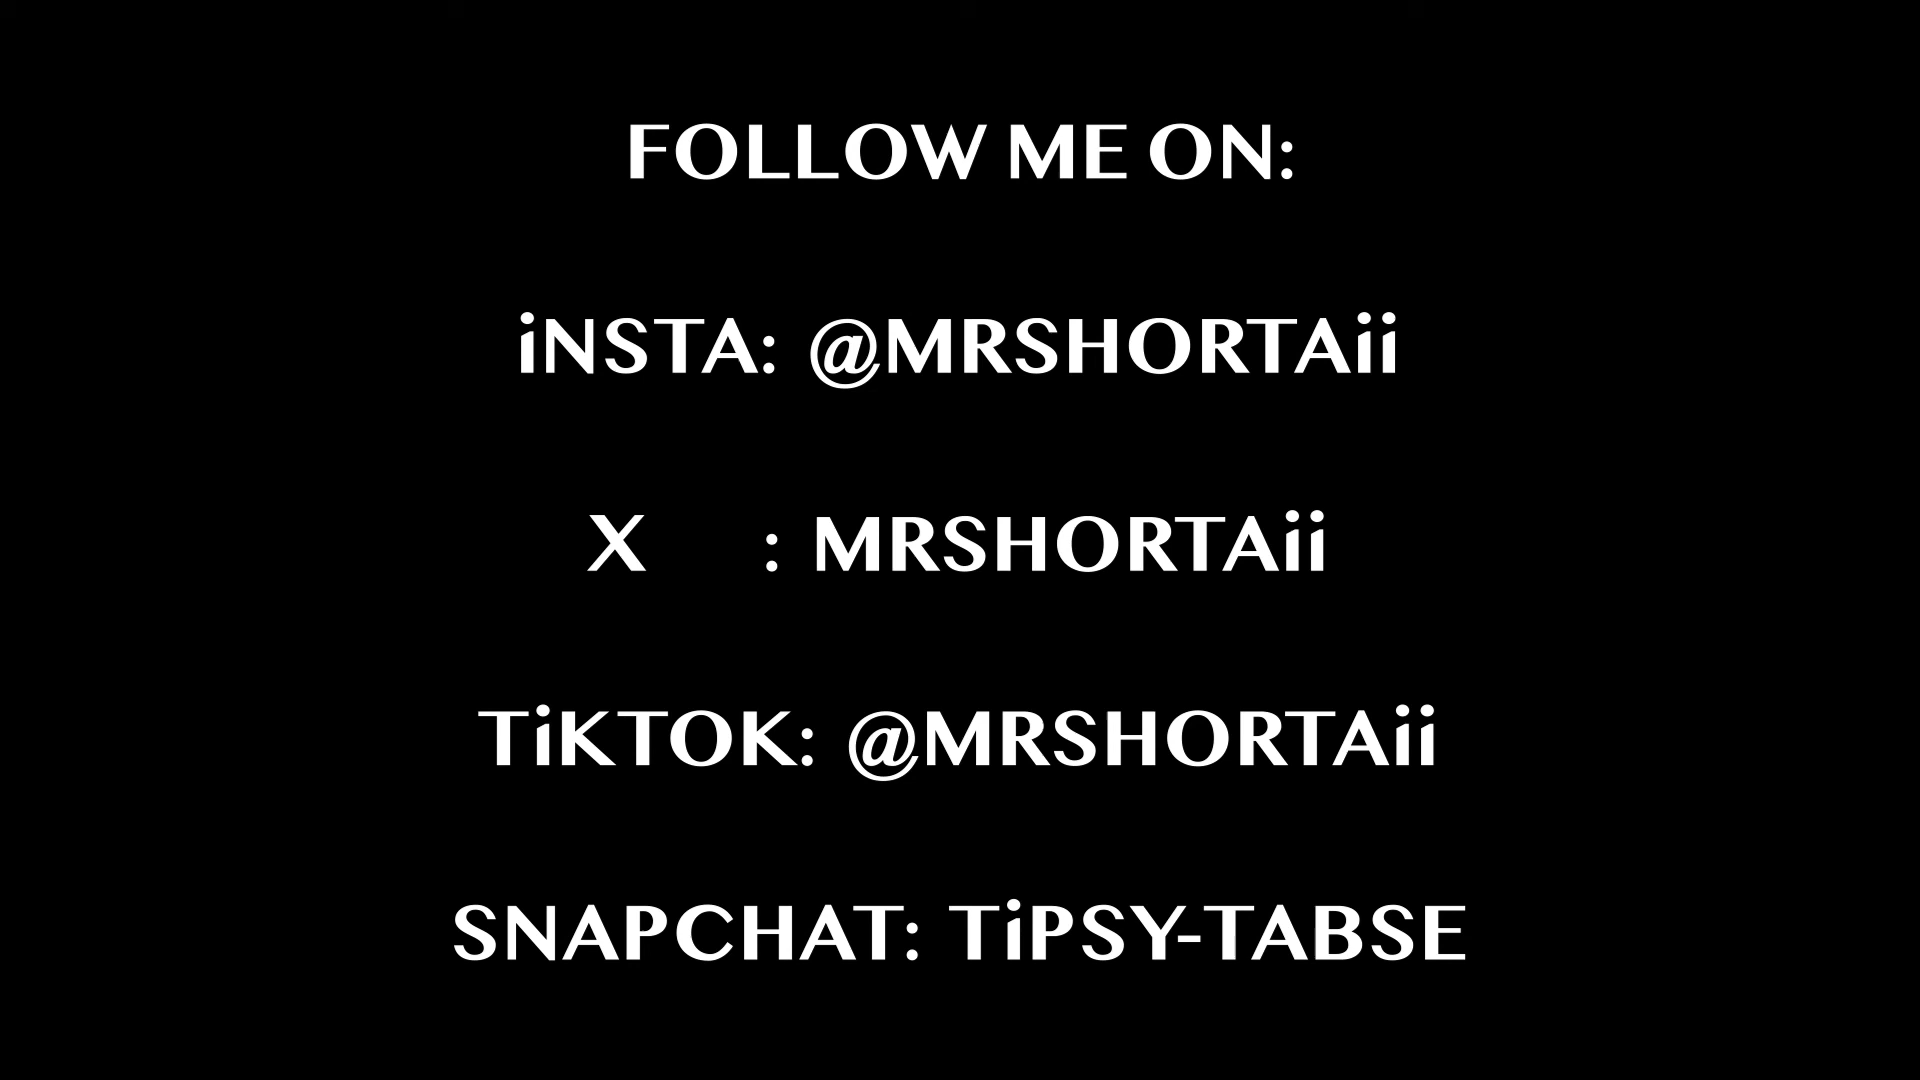 FOLLOW ME ON:
iNSTA: @MRSHORTAii
X : MRSHORTAii
TiKTOK: @MRSHORTAii
SNAPCHAT: TiPSY-TABSE